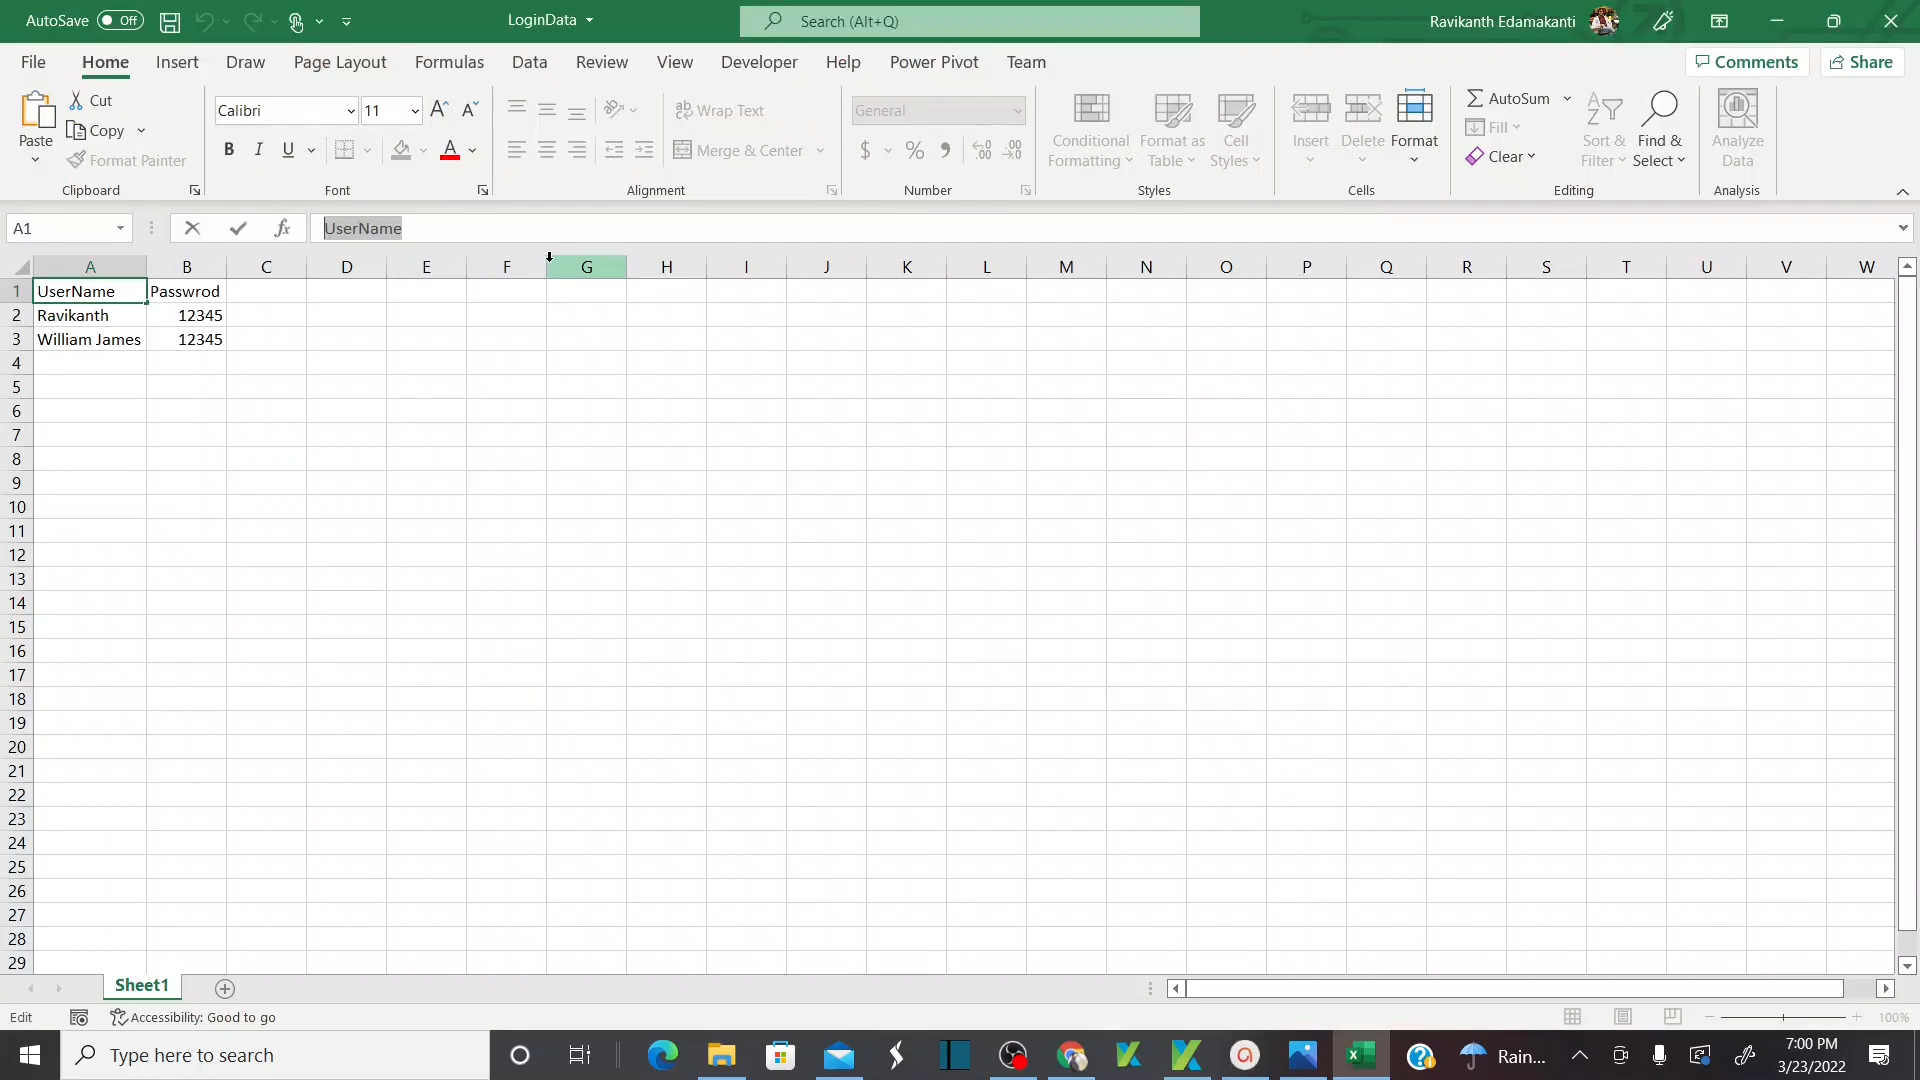 AutoSave Off LoginData Search (Alt+Q) Ravikanth Edamakanti
File Home Insert Draw Page Layout Formulas Data Review View Developer Help Power Pivot Team Comments Share
Paste Cut Copy Format Painter Clipboard
Calibri 11 B I U A Font
ab Wrap Text Merge & Center Alignment
General $ % 9 .00 Number
Conditional Formatting Format as Table Cell Styles Styles
Insert Delete Format Cells
AutoSum Fill Clear Sort & Filter Find & Select Editing
Analyze Data Analysis
A1 fx UserName
A B C D E F G H I J K L M N O P Q R S T U V W
1 UserName Passwrod
2 Ravikanth 12345
3 William James 12345
4
5
6
7
8
9
10
11
12
13
14
15
16
17
18
19
20
21
22
23
24
25
26
27
28
29
Sheet1
Edit Accessibility: Good to go 100%
Type here to search Rain... 7:00 PM
3/23/2022